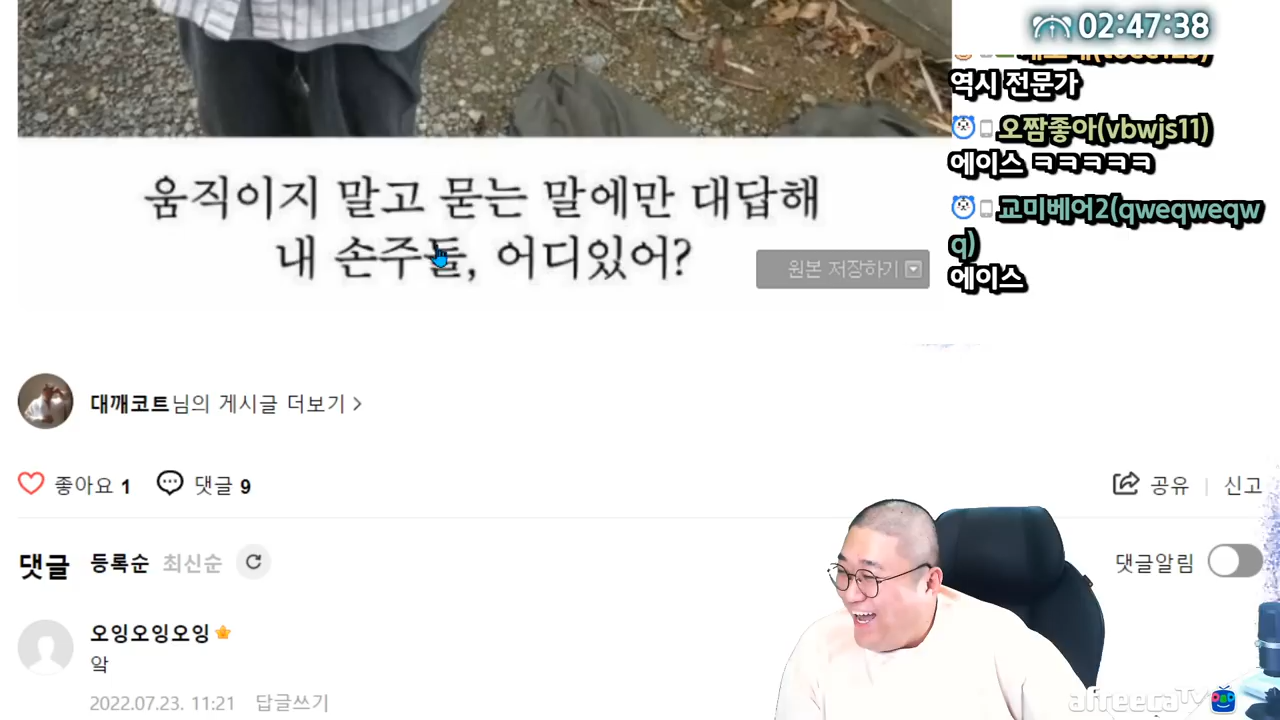 02:47:38
역시 전문가
오짬좋아(vbwjs11)
에이스 ㅋㅋㅋㅋㅋ
교미베어2(qweqweqw
q)
에이스
움직이지 말고 묻는 말에만 대답해
내 손주들, 어디있어?
원본 저장하기
대깨코트님의 게시글 더보기 >
좋아요 1 댓글 9
공유 | 신고
댓글 등록순 최신순
댓글알림
오잉오잉오잉
앜
2022.07.23. 11:21 답글쓰기
afreecaTV